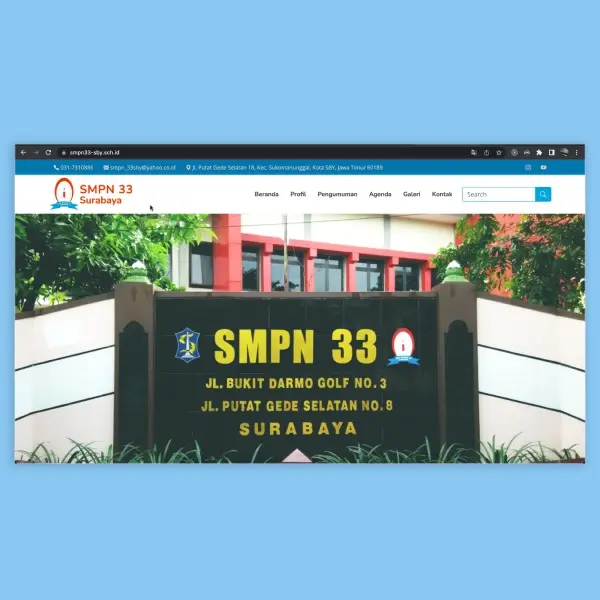 smpn33-sby.sch.id
031-7310886 smpn_33sby@yahoo.co.id Jl. Putat Gede Selatan 18, Kec. Sukomanunggal, Kota SBY, Jawa Timur 60189
SMPN 33
Surabaya
Beranda Profil Pengumuman Agenda Galeri Kontak Search
SMPN 33
JL. BUKIT DARMO GOLF NO.3
JL. PUTAT GEDE SELATAN NO.8
SURABAYA